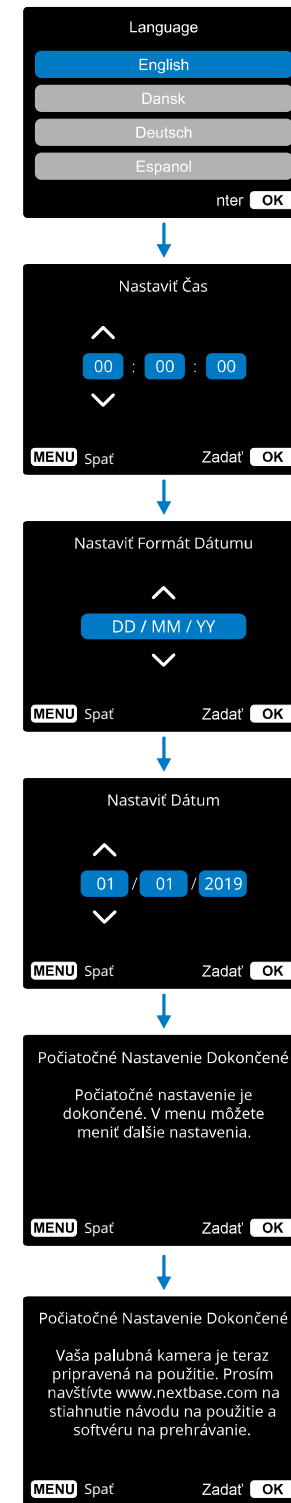 Language
English
Dansk
Deutsch
Espanol
nter OK
Nastaviť Čas
00 : 00 : 00
MENU Spať Zadať OK
Nastaviť Formát Dátumu
DD / MM / YY
MENU Spať Zadať OK
Nastaviť Dátum
01 / 01 / 2019
MENU Spať Zadať OK
Počiatočné Nastavenie Dokončené
Počiatočné nastavenie je
dokončené. V menu môžete
meniť ďalšie nastavenia.
MENU Spať Zadať OK
Počiatočné Nastavenie Dokončené
Vaša palubná kamera je teraz
pripravená na použitie. Prosím
navštívte www.nextbase.com na
stiahnutie návodu na použitie a
softvéru na prehrávanie.
MENU Spať Zadať OK